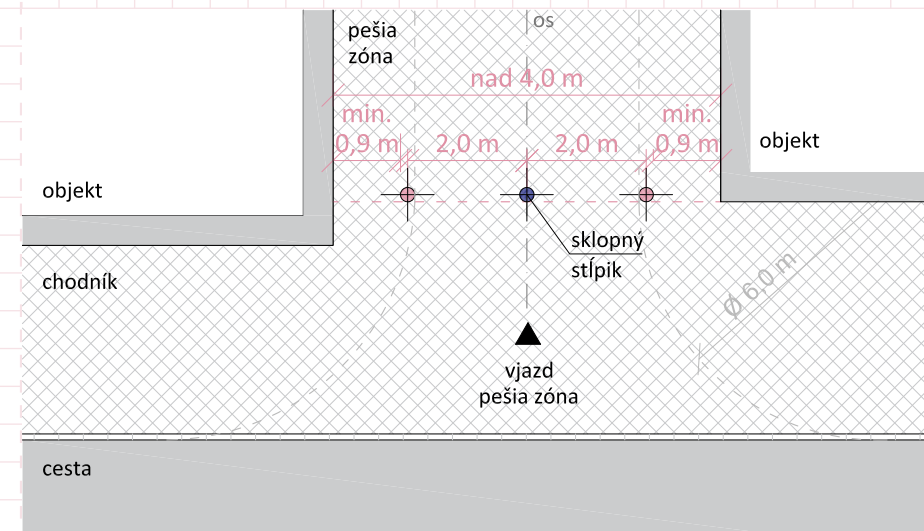 os
pešia
zóna
nad 4,0 m
min.
0,9 m
2,0 m
2,0 m
min.
0,9 m
objekt
objekt
sklopný
stĺpik
chodník
Ø 6,0 m
vjazd
pešia zóna
cesta